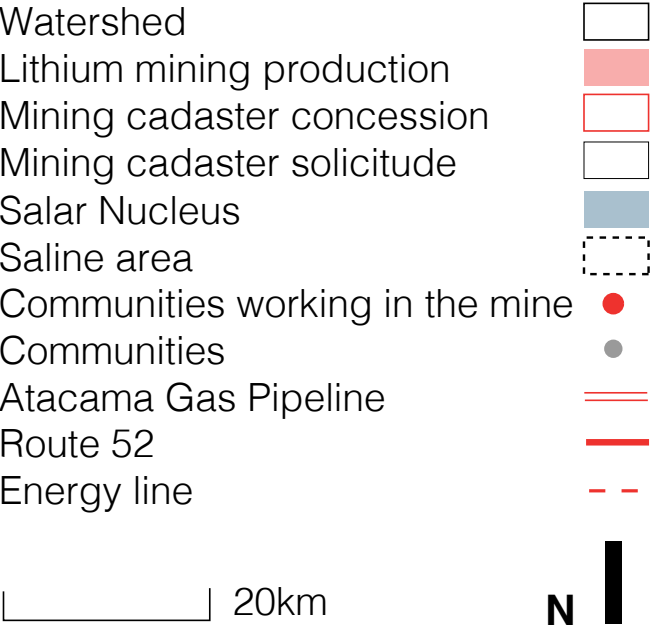 Watershed
Lithium mining production
Mining cadaster concession
Mining cadaster solicitude
Salar Nucleus
Saline area
Communities working in the mine
Communities
Atacama Gas Pipeline
Route 52
Energy line
20km
N